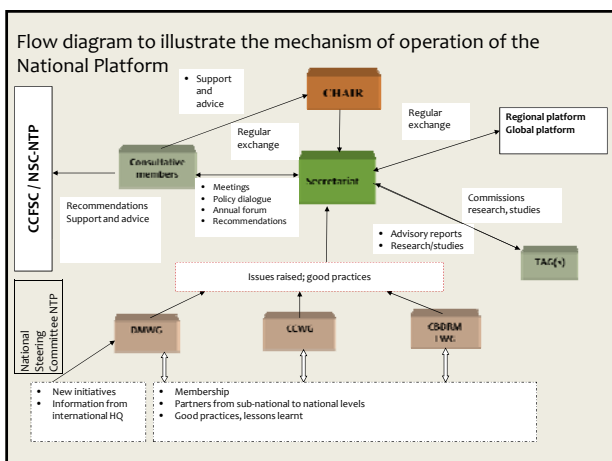 Flow diagram to illustrate the mechanism of operation of the
National Platform
• Support
and
advice
CHAIR
Regular
exchange
Regular
exchange
Regional platform
Global platform
CCFSC / NSC-NTP
Consultative
members
Secretariat
Recommendations
Support and advice
• Meetings
• Policy dialogue
• Annual forum
• Recommendations
Commissions
research, studies
• Advisory reports
• Research/studies
TAG(s)
Issues raised; good practices
National
Steering
Committee NTP
DMWG
CCWG
CBDRM
TWG
• New initiatives
• Information from
international HQ
• Membership
• Partners from sub-national to national levels
• Good practices, lessons learnt